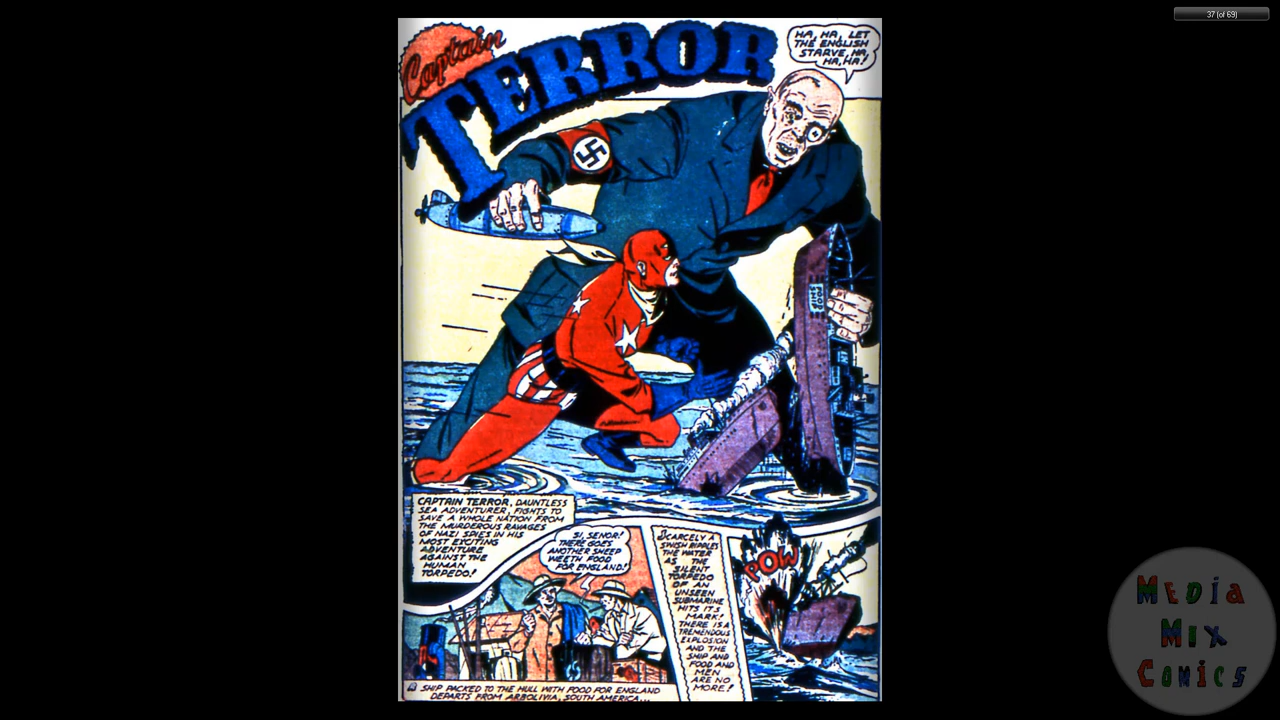 37 (of 69)
Captain
TERROR
HA, HA, LET
THE ENGLISH
STARVE, HA,
HA, HA!
FOOD
SHIP
CAPTAIN TERROR, DAUNTLESS
SEA ADVENTURER, FIGHTS TO
SAVE A WHOLE NATION FROM
THE MURDEROUS RAVAGES
OF NAZI SPIES IN HIS
MOST EXCITING
ADVENTURE
AGAINST THE
HUMAN
TORPEDO!
SI, SENOR!
THERE GOES
ANOTHER SHEEP
WEETH FOOD
FOR ENGLAND!
A SHIP PACKED TO THE HULL WITH FOOD FOR ENGLAND
DEPARTS FROM ARBOLIVIA, SOUTH AMERICA...
SCARCELY A
SWISH RIPPLES
THE WATER
AS THE
SILENT
TORPEDO
OF AN
UNSEEN
SUBMARINE
HITS ITS
MARK!
THERE IS A
TREMENDOUS
EXPLOSION
AND THE
SHIP AND
FOOD AND
MEN
ARE NO
MORE!
POW
MEDIA
MIX
COMICS